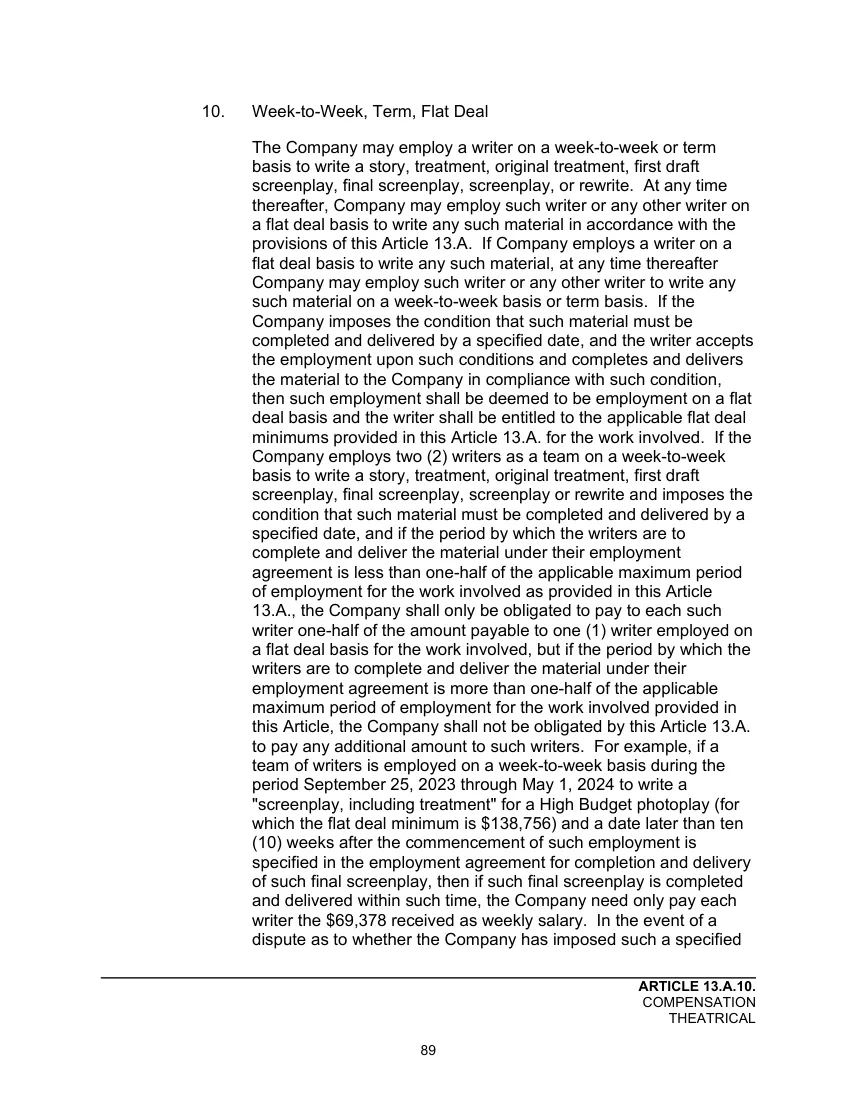 10. Week-to-Week, Term, Flat Deal
The Company may employ a writer on a week-to-week or term
basis to write a story, treatment, original treatment, first draft
screenplay, final screenplay, screenplay, or rewrite.  At any time
thereafter, Company may employ such writer or any other writer on
a flat deal basis to write any such material in accordance with the
provisions of this Article 13.A.  If Company employs a writer on a
flat deal basis to write any such material, at any time thereafter
Company may employ such writer or any other writer to write any
such material on a week-to-week basis or term basis.  If the
Company imposes the condition that such material must be
completed and delivered by a specified date, and the writer accepts
the employment upon such conditions and completes and delivers
the material to the Company in compliance with such condition,
then such employment shall be deemed to be employment on a flat
deal basis and the writer shall be entitled to the applicable flat deal
minimums provided in this Article 13.A. for the work involved.  If the
Company employs two (2) writers as a team on a week-to-week
basis to write a story, treatment, original treatment, first draft
screenplay, final screenplay, screenplay or rewrite and imposes the
condition that such material must be completed and delivered by a
specified date, and if the period by which the writers are to
complete and deliver the material under their employment
agreement is less than one-half of the applicable maximum period
of employment for the work involved as provided in this Article
13.A., the Company shall only be obligated to pay to each such
writer one-half of the amount payable to one (1) writer employed on
a flat deal basis for the work involved, but if the period by which the
writers are to complete and deliver the material under their
employment agreement is more than one-half of the applicable
maximum period of employment for the work involved provided in
this Article, the Company shall not be obligated by this Article 13.A.
to pay any additional amount to such writers.  For example, if a
team of writers is employed on a week-to-week basis during the
period September 25, 2023 through May 1, 2024 to write a
"screenplay, including treatment" for a High Budget photoplay (for
which the flat deal minimum is $138,756) and a date later than ten
(10) weeks after the commencement of such employment is
specified in the employment agreement for completion and delivery
of such final screenplay, then if such final screenplay is completed
and delivered within such time, the Company need only pay each
writer the $69,378 received as weekly salary.  In the event of a
dispute as to whether the Company has imposed such a specified
ARTICLE 13.A.10.
COMPENSATION
THEATRICAL
89